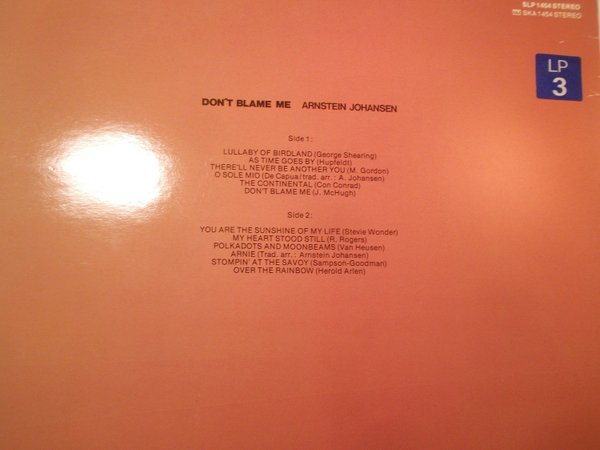 SLP 1454 STEREO
SKA 1454 STEREO
LP
3
DON'T BLAME ME ARNSTEIN JOHANSEN
Side 1:
LULLABY OF BIRDLAND (George Shearing)
AS TIME GOES BY (Hupfeldt)
THERE'LL NEVER BE ANOTHER YOU (M. Gordon)
O SOLE MIO (De Capua/trad. arr. : A. Johansen)
THE CONTINENTAL (Con Conrad)
DON'T BLAME ME (J. McHugh)
Side 2:
YOU ARE THE SUNSHINE OF MY LIFE (Stevie Wonder)
MY HEART STOOD STILL (R. Rogers)
POLKADOTS AND MOONBEAMS (Van Heusen)
ARNIE (Trad. arr. : Arnstein Johansen)
STOMPIN' AT THE SAVOY (Sampson-Goodman)
OVER THE RAINBOW (Herold Arlen)